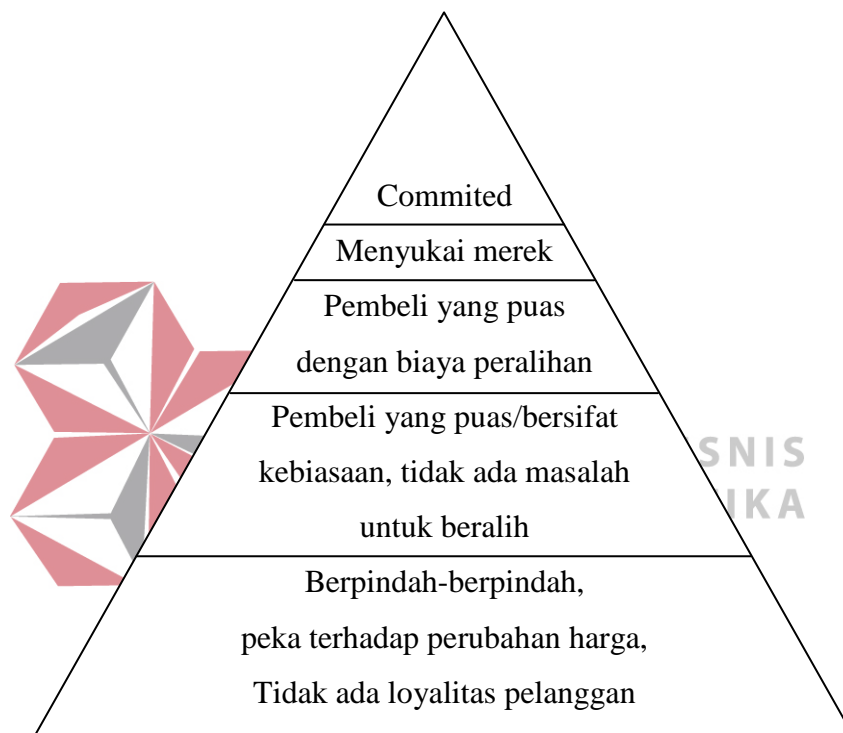 Commited
Menyukai merek
Pembeli yang puas
dengan biaya peralihan
Pembeli yang puas/bersifat
kebiasaan, tidak ada masalah
untuk beralih
Berpindah-berpindah,
peka terhadap perubahan harga,
Tidak ada loyalitas pelanggan
SNIS
IKA